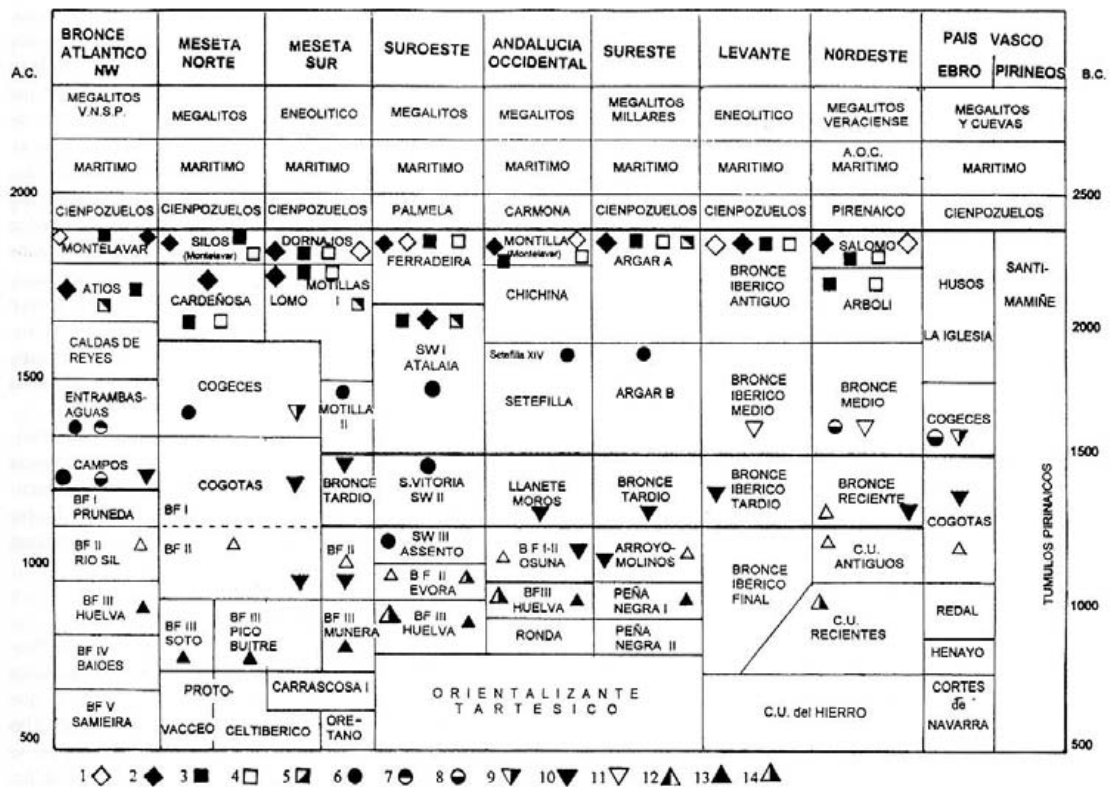 BRONCE
ATLANTICO
NW
MESETA
NORTE
MESETA
SUR
SUROESTE
ANDALUCIA
OCCIDENTAL
SURESTE
LEVANTE
NORDESTE
PAIS VASCO
EBRO PIRINEOS
A.C.
B.C.
MEGALITOS
V.N.S.P.
MEGALITOS
ENEOLITICO
MEGALITOS
MEGALITOS
MEGALITOS
MILLARES
ENEOLITICO
MEGALITOS
VERACIENSE
MEGALITOS
Y CUEVAS
MARITIMO
MARITIMO
MARITIMO
MARITIMO
MARITIMO
MARITIMO
MARITIMO
A.O.C.
MARITIMO
MARITIMO
2000
2500
CIENPOZUELOS
CIENPOZUELOS
CIENPOZUELOS
PALMELA
CARMONA
CIENPOZUELOS
CIENPOZUELOS
PIRENAICO
CIENPOZUELOS
MONTELAVAR
ATIOS
CALDAS DE
REYES
1500
ENTRAMBAS-
AGUAS
CAMPOS
BF I
PRUNEDA
BF II
RIO SIL
1000
BF III
HUELVA
BF IV
BAIOES
BF V
SAMIEIRA
500
SILOS
(Montelavar)
CARDEÑOSA
COGECES
COGOTAS
BF I
BF II
BF III
SOTO
BF III
PICO
BUITRE
PROTO-
VACCEO
CELTIBERICO
DORNAJOS
LOMO
MOTILLAS
I
MOTILLA
II
BRONCE
TARDIO
BF II
BF III
MUNERA
CARRASCOSA I
ORE-
TANO
FERRADEIRA
SW I
ATALAIA
S.VITORIA
SW II
SW III
ASSENTO
B F II
EVORA
BF III
HUELVA
MONTILLA
(Montelavar)
CHICHINA
Setefilla XIV
SETEFILLA
LLANETE
MOROS
B F I-II
OSUNA
BFIII
HUELVA
RONDA
ARGAR A
ARGAR B
BRONCE
TARDIO
ARROYO-
MOLINOS
PEÑA
NEGRA I
PEÑA
NEGRA II
ORIENTALIZANTE
TARTESICO
BRONCE
IBERICO
ANTIGUO
BRONCE
IBERICO
MEDIO
BRONCE
IBERICO
TARDIO
BRONCE
IBERICO
FINAL
SALOMO
ARBOLI
BRONCE
MEDIO
BRONCE
RECIENTE
C.U.
ANTIGUOS
C.U.
RECIENTES
C.U. del HIERRO
HUSOS
LA IGLESIA
COGECES
COGOTAS
REDAL
HENAYO
CORTES
de
NAVARRA
SANTI-
MAMIÑE
TUMULOS PIRINAICOS
2000
1500
1000
500
1 2 3 4 5 6 7 8 9 10 11 12 13 14